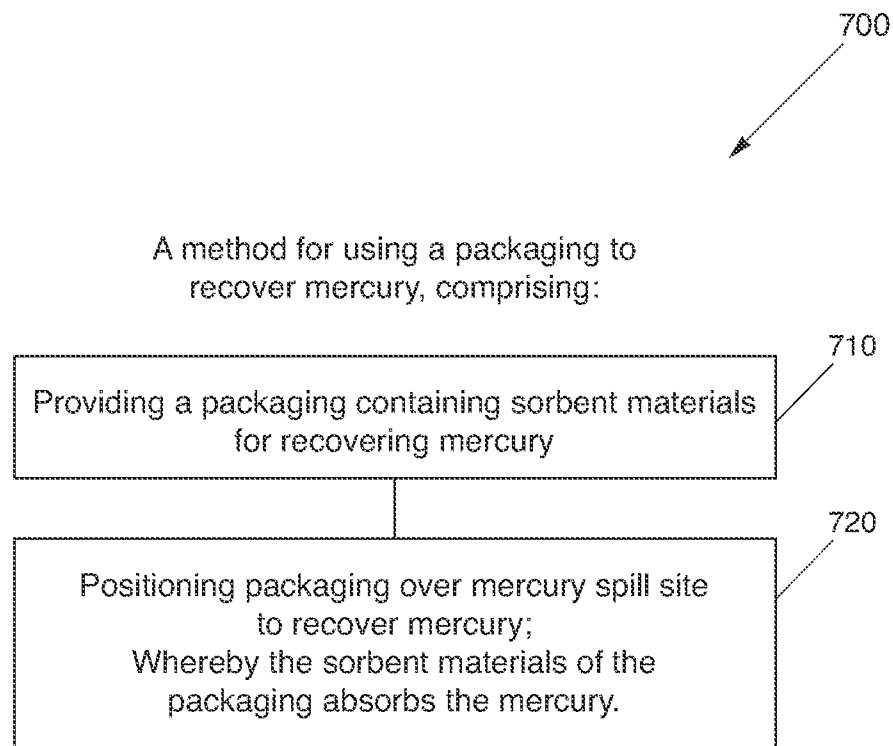 700
A method for using a packaging to
recover mercury, comprising:
710
Providing a packaging containing sorbent materials
for recovering mercury
720
Positioning packaging over mercury spill site
to recover mercury;
Whereby the sorbent materials of the
packaging absorbs the mercury.